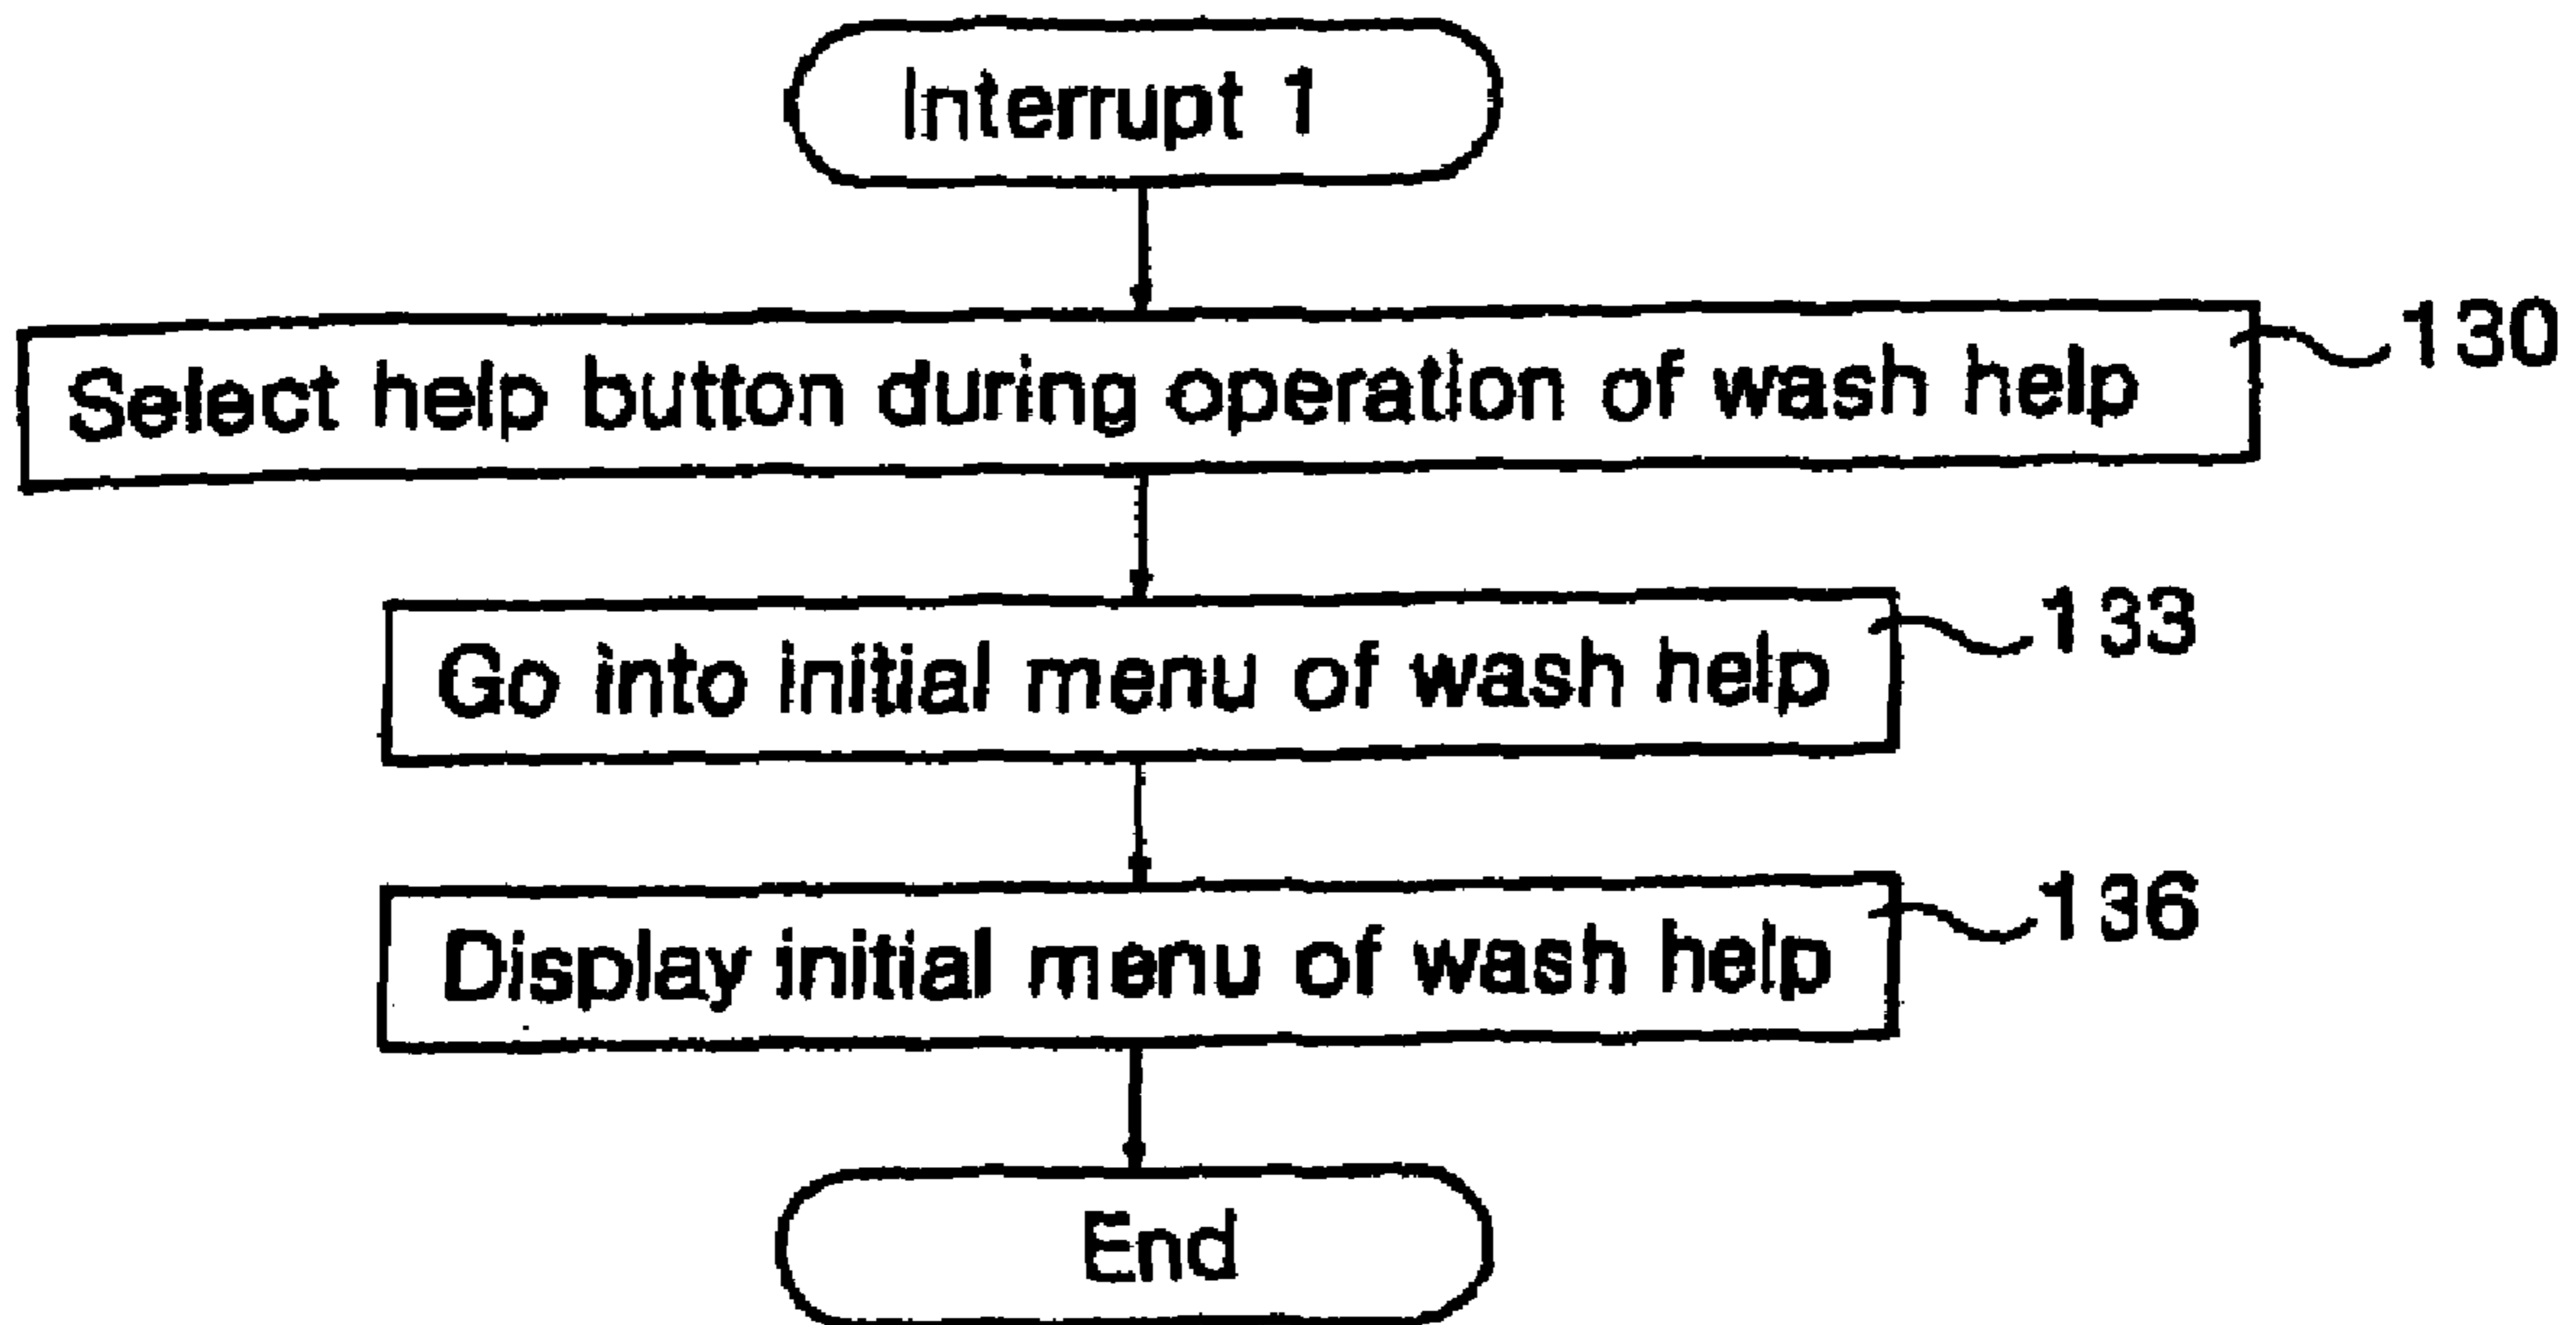 Interrupt 1
Select help button during operation of wash help
130
Go into initial menu of wash help
133
Display initial menu of wash help
136
End